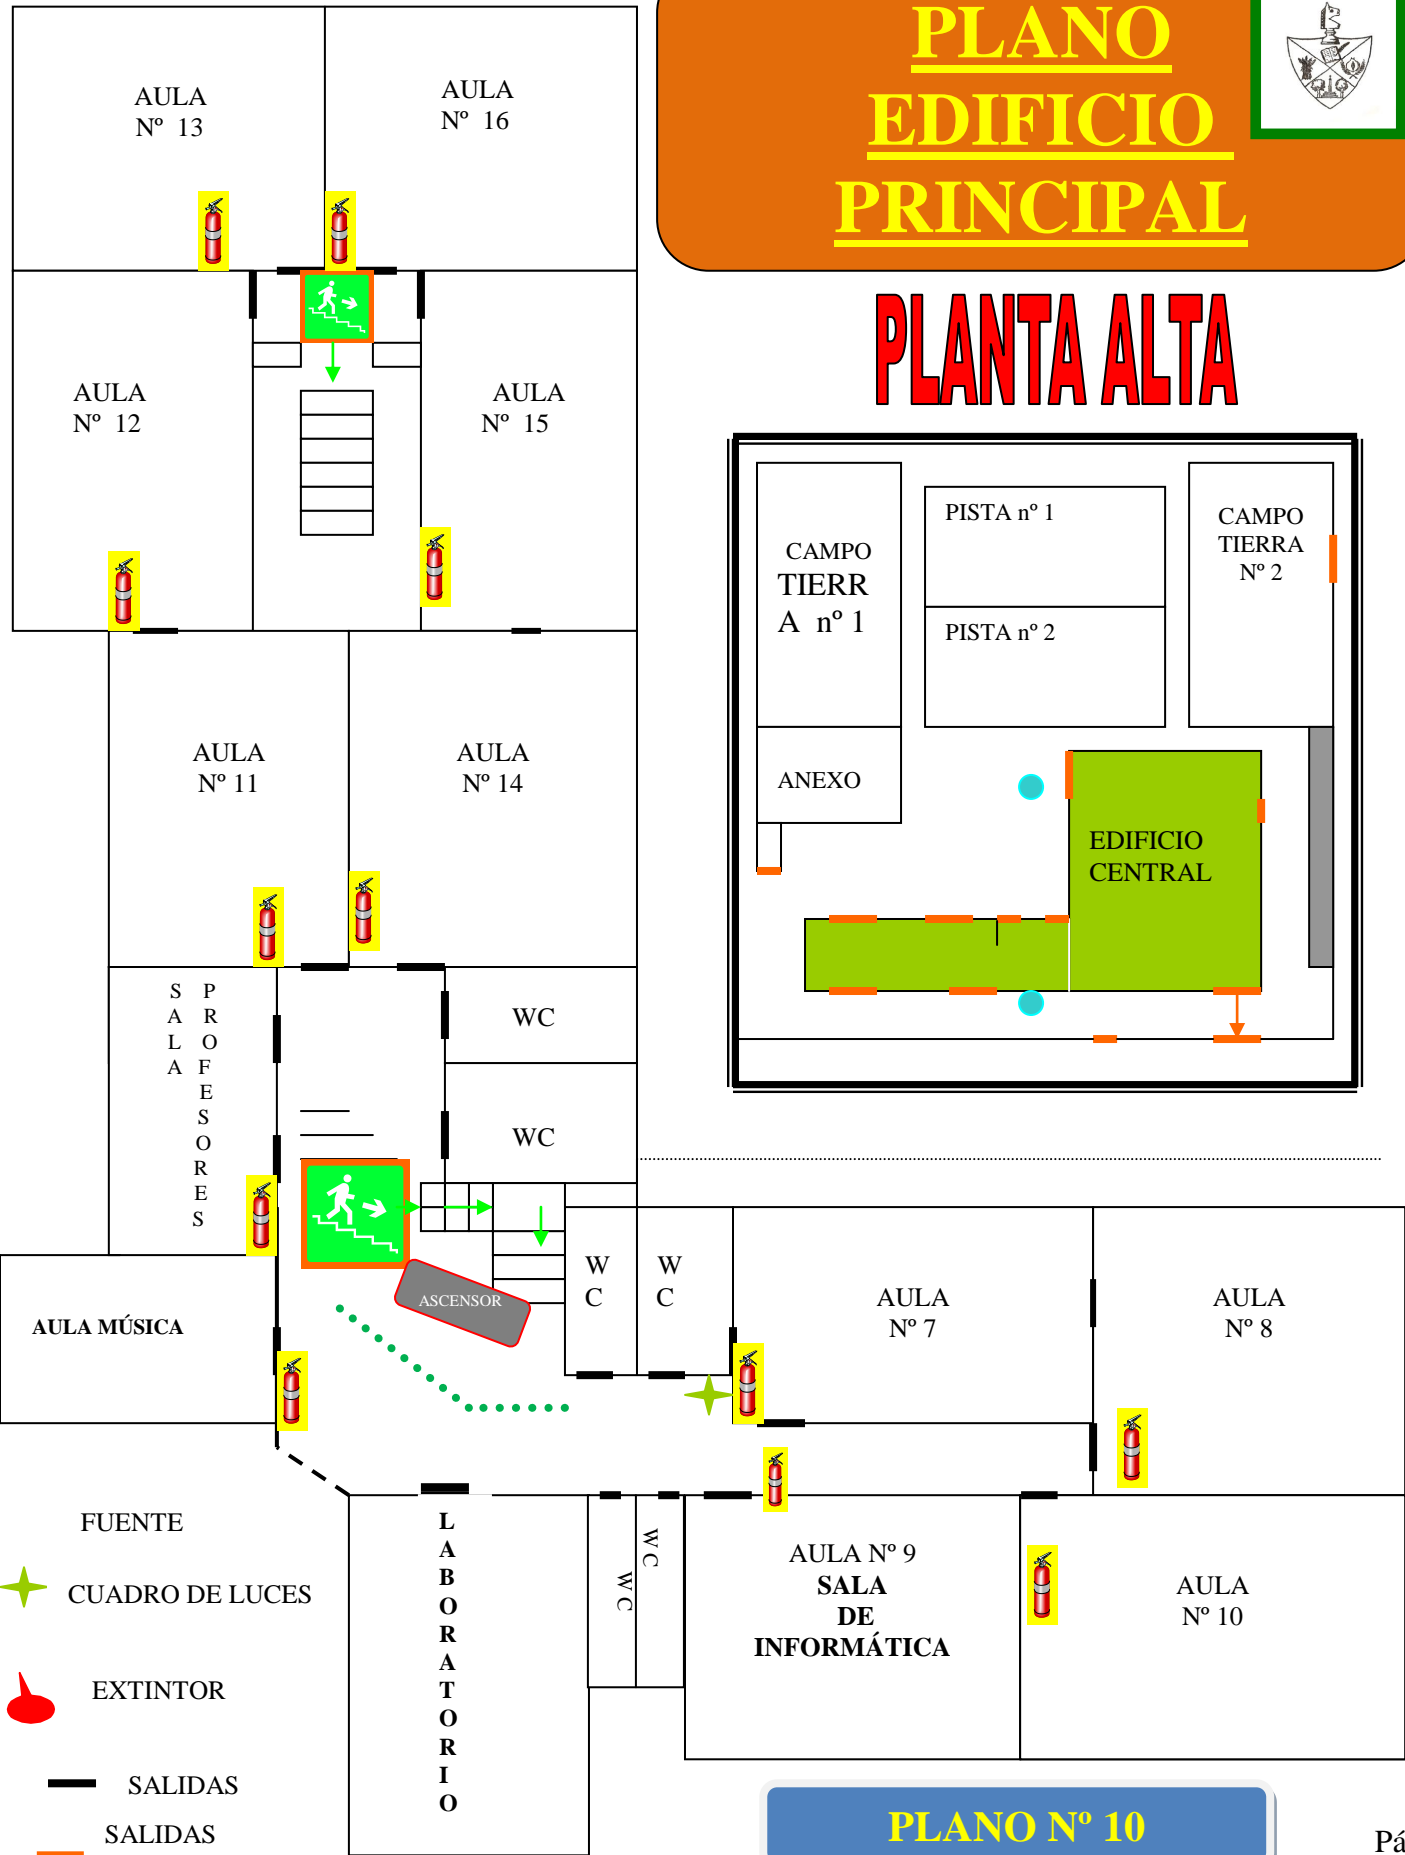 PLANO
EDIFICIO
PRINCIPAL
PLANTA ALTA
AULA
Nº 13
AULA
Nº 16
AULA
Nº 12
AULA
Nº 15
AULA
Nº 11
AULA
Nº 14
SALA
PROFESORES
WC
WC
AULA MÚSICA
ASCENSOR
W
C
W
C
AULA
Nº 7
AULA
Nº 8
LABORATORIO
WC
WC
AULA Nº 9
SALA
DE
INFORMÁTICA
AULA
Nº 10
CAMPO
TIERR
A nº 1
PISTA nº 1
PISTA nº 2
CAMPO
TIERRA
Nº 2
ANEXO
EDIFICIO
CENTRAL
FUENTE
CUADRO DE LUCES
EXTINTOR
SALIDAS
SALIDAS
PLANO Nº 10
Pá